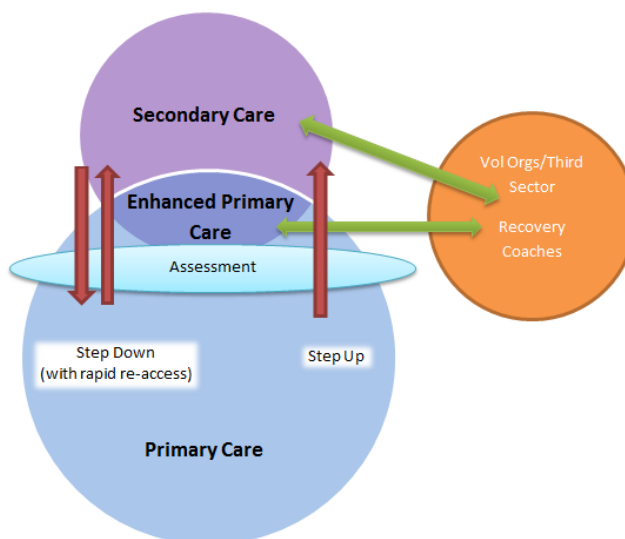 Secondary Care
Vol Orgs/Third
Sector
Enhanced Primary
Care
Recovery
Coaches
Assessment
Step Down
(with rapid re-access)
Step Up
Primary Care